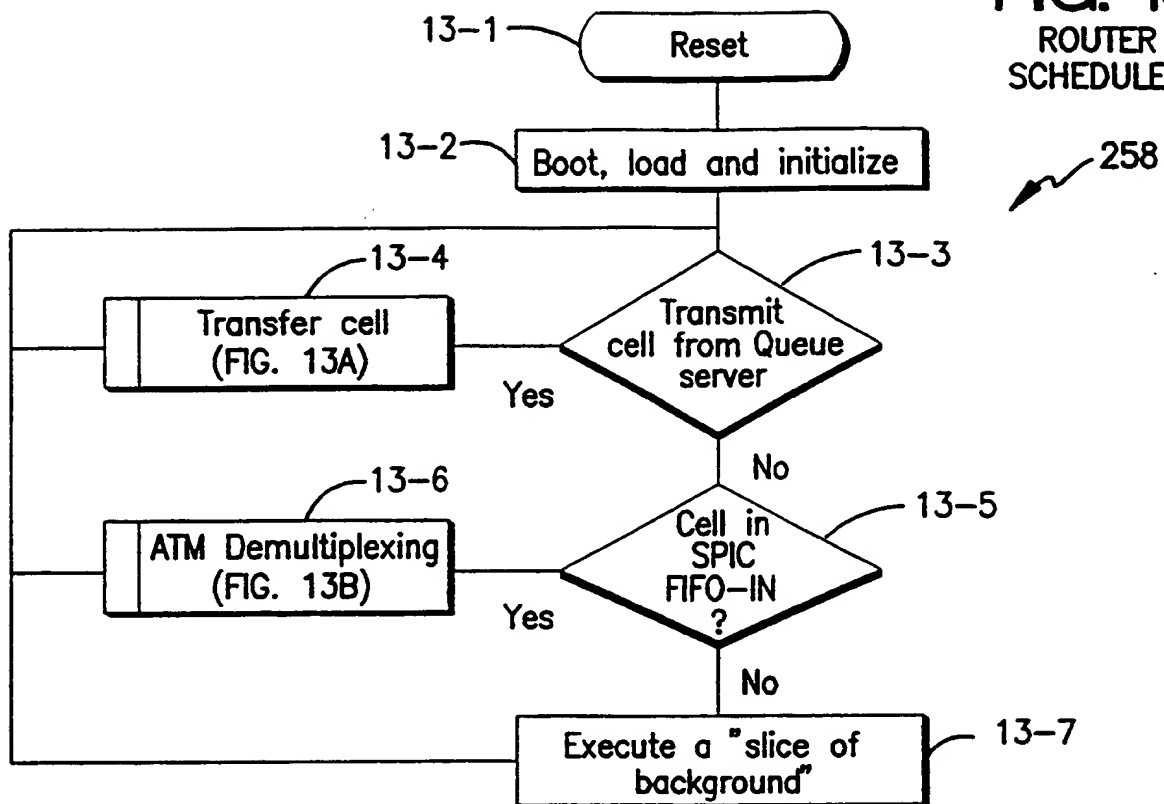 13-1
Reset
ROUTER
13-2
Boot, load and initialize
258
13-4
Transfer cell
(FIG. 13A)
13-3
Transmit
cell from Queue
server
Yes
No
13-6
ATM Demultiplexing
(FIG. 13B)
13-5
Cell in
SPIC
FIFO-IN
?
Yes
No
Execute a "slice of
background"
13-7